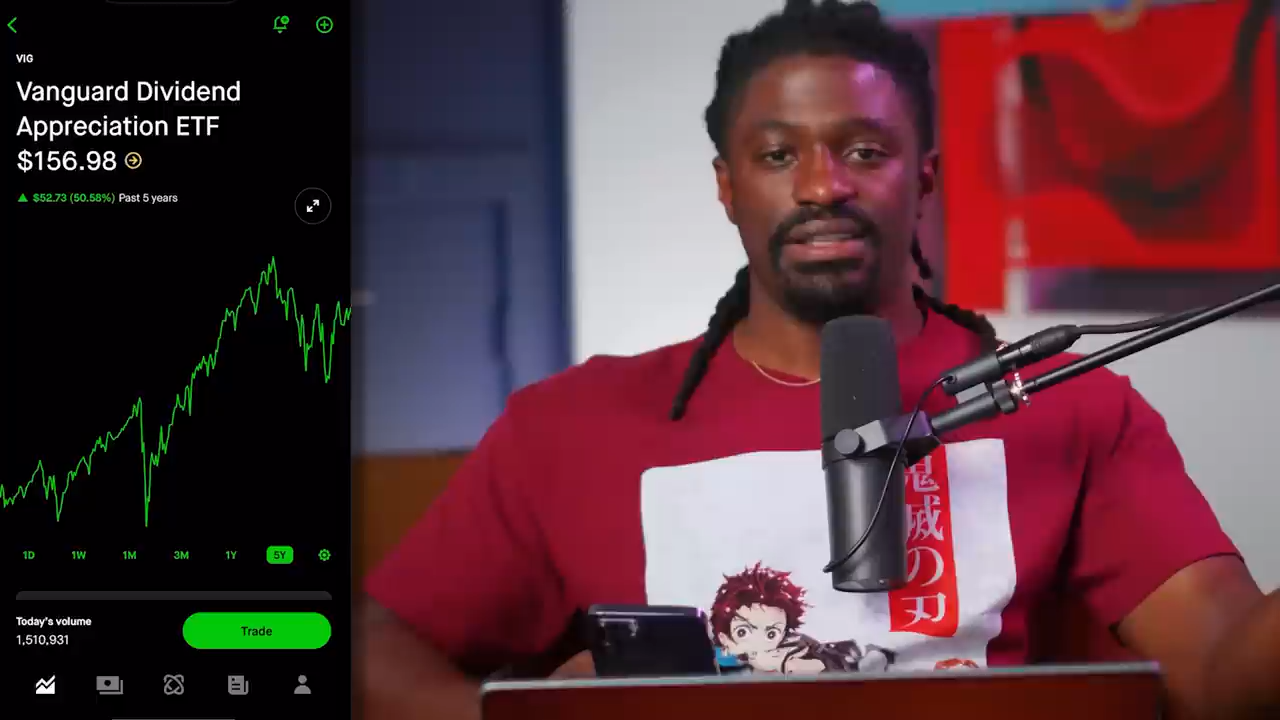 VIG
Vanguard Dividend
Appreciation ETF
$156.98
$52.73 (50.58%) Past 5 years
1D 1W 1M 3M 1Y 5Y
Today's volume
1,510,931
Trade
鬼滅の刃